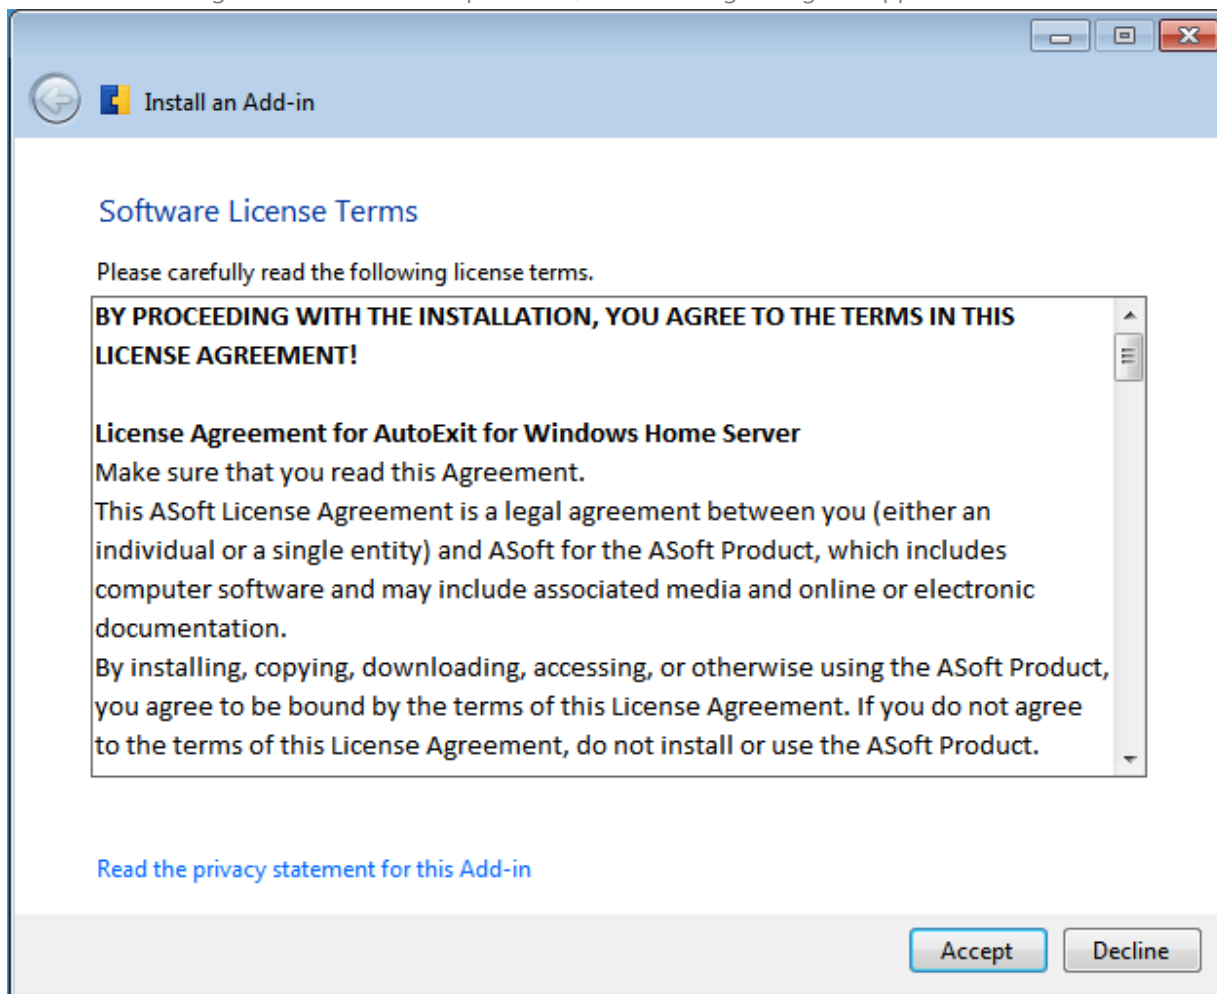 Install an Add-in
Software License Terms
Please carefully read the following license terms.
BY PROCEEDING WITH THE INSTALLATION, YOU AGREE TO THE TERMS IN THIS
LICENSE AGREEMENT!
License Agreement for AutoExit for Windows Home Server
Make sure that you read this Agreement.
This ASoft License Agreement is a legal agreement between you (either an
individual or a single entity) and ASoft for the ASoft Product, which includes
computer software and may include associated media and online or electronic
documentation.
By installing, copying, downloading, accessing, or otherwise using the ASoft Product,
you agree to be bound by the terms of this License Agreement. If you do not agree
to the terms of this License Agreement, do not install or use the ASoft Product.
Read the privacy statement for this Add-in
Accept Decline